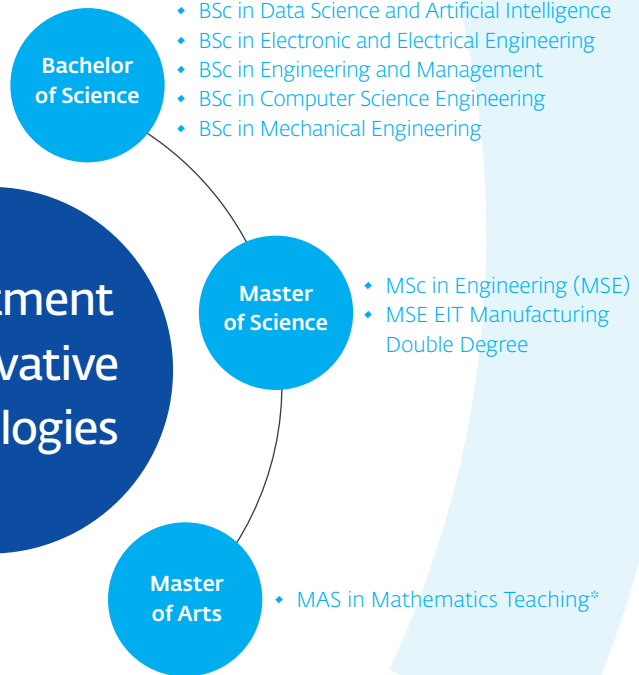 Bachelor
of Science
⬩ BSc in Data Science and Artificial Intelligence
⬩ BSc in Electronic and Electrical Engineering
⬩ BSc in Engineering and Management
⬩ BSc in Computer Science Engineering
⬩ BSc in Mechanical Engineering
tment
vative
logies
Master
of Science
⬩ MSc in Engineering (MSE)
⬩ MSE EIT Manufacturing
Double Degree
Master
of Arts
⬩ MAS in Mathematics Teaching*